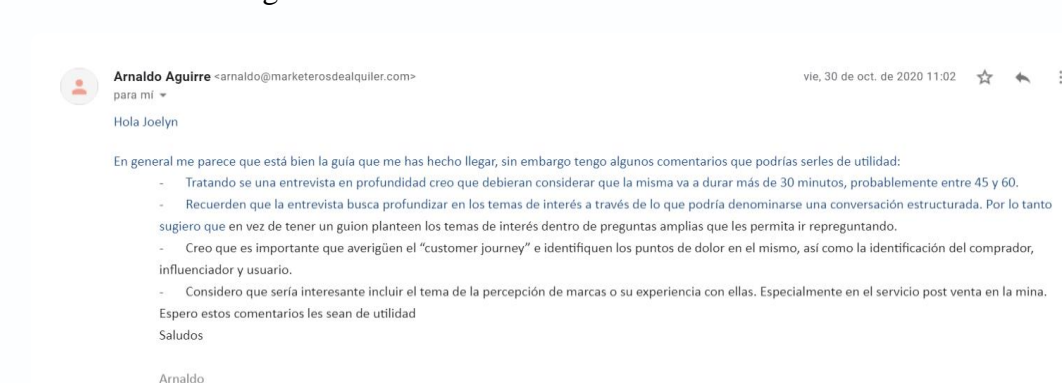 Arnaldo Aguirre <arnaldo@marketerosdealquiler.com>
vie, 30 de oct. de 2020 11:02
para mí
Hola Joelyn
En general me parece que está bien la guía que me has hecho llegar, sin embargo tengo algunos comentarios que podrías serles de utilidad:
- Tratando se una entrevista en profundidad creo que debieran considerar que la misma va a durar más de 30 minutos, probablemente entre 45 y 60.
- Recuerden que la entrevista busca profundizar en los temas de interés a través de lo que podría denominarse una conversación estructurada. Por lo tanto
sugiero que en vez de tener un guion planteen los temas de interés dentro de preguntas amplias que les permita ir repreguntando.
- Creo que es importante que averigüen el “customer journey” e identifiquen los puntos de dolor en el mismo, así como la identificación del comprador,
influenciador y usuario.
- Considero que sería interesante incluir el tema de la percepción de marcas o su experiencia con ellas. Especialmente en el servicio post venta en la mina.
Espero estos comentarios les sean de utilidad
Saludos
Arnaldo